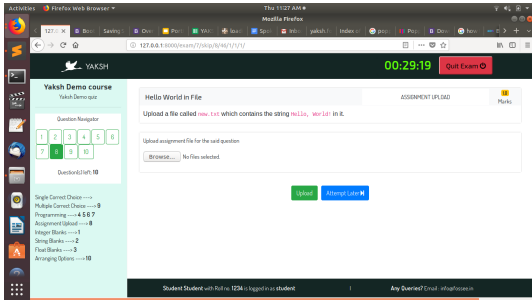 Activities Firefox Web Browser Thu 11:27 AM
Mozilla Firefox
127.0.0.1:8000/exam/7/skip/8/46/1/1/1/
YAKSH
00:29:19
Quit Exam
Yaksh Demo course
Yaksh Demo quiz
Question Navigator
1 2 3 4 5 6
7 8 9 10
Question(s) left: 10
Single Correct Choice --->
Multiple Correct Choice ---> 9
Programming ---> 4 5 6 7
Assignment Upload ---> 8
Integer Blanks ---> 1
String Blanks ---> 2
Float Blanks ---> 3
Arranging Options ---> 10
Hello World in File
ASSIGNMENT UPLOAD
Marks
Upload a file called new.txt which contains the string Hello, World! in it.
Upload assignment file for the said question
Browse... No files selected.
Upload Attempt Later
Student Student with Roll no. 1234 is logged in as student | Any Queries? Email : info@fossee.in